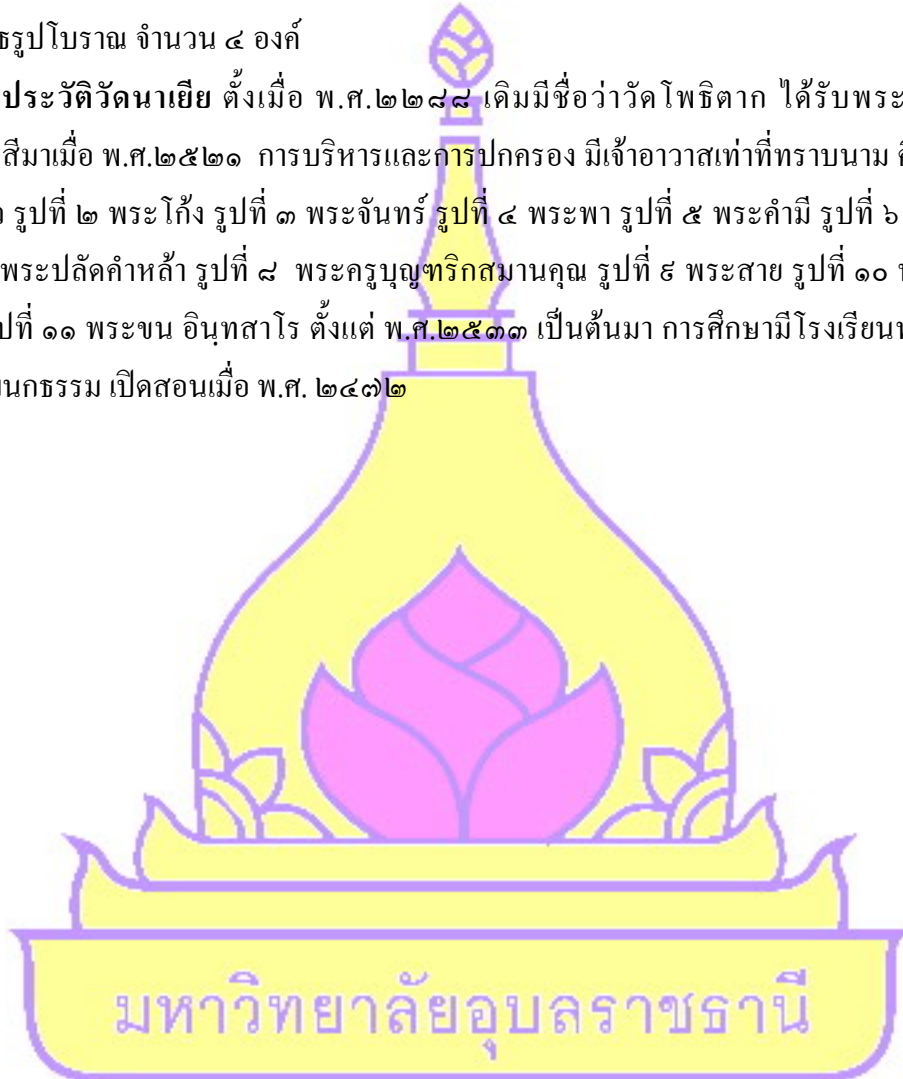 ธรูปโบราณ จำนวน ๔ องค์
ประวัติวัดนาเยีย ตั้งเมื่อ พ.ศ.๒๒๘๘ เดิมมีชื่อว่าวัดโพธิตาก ได้รับพระ
สีมาเมื่อ พ.ศ.๒๕๒๑ การบริหารและการปกครอง มีเจ้าอาวาสเท่าที่ทราบนาม
รูปที่ ๒ พระโก้ง รูปที่ ๓ พระจันทร์ รูปที่ ๔ พระพา รูปที่ ๕ พระคำมี รูปที่ ๖
พระปลัดคำหล้า รูปที่ ๘ พระครูบุญฑริกสมานคุณ รูปที่ ๙ พระสาย รูปที่ ๑๐
ปที่ ๑๑ พระขน อินฺทสาโร ตั้งแต่ พ.ศ.๒๕๓๓ เป็นต้นมา การศึกษามีโรงเรียน
นกธรรม เปิดสอนเมื่อ พ.ศ. ๒๔๗๒
มหาวิทยาลัยอุบลราชธานี